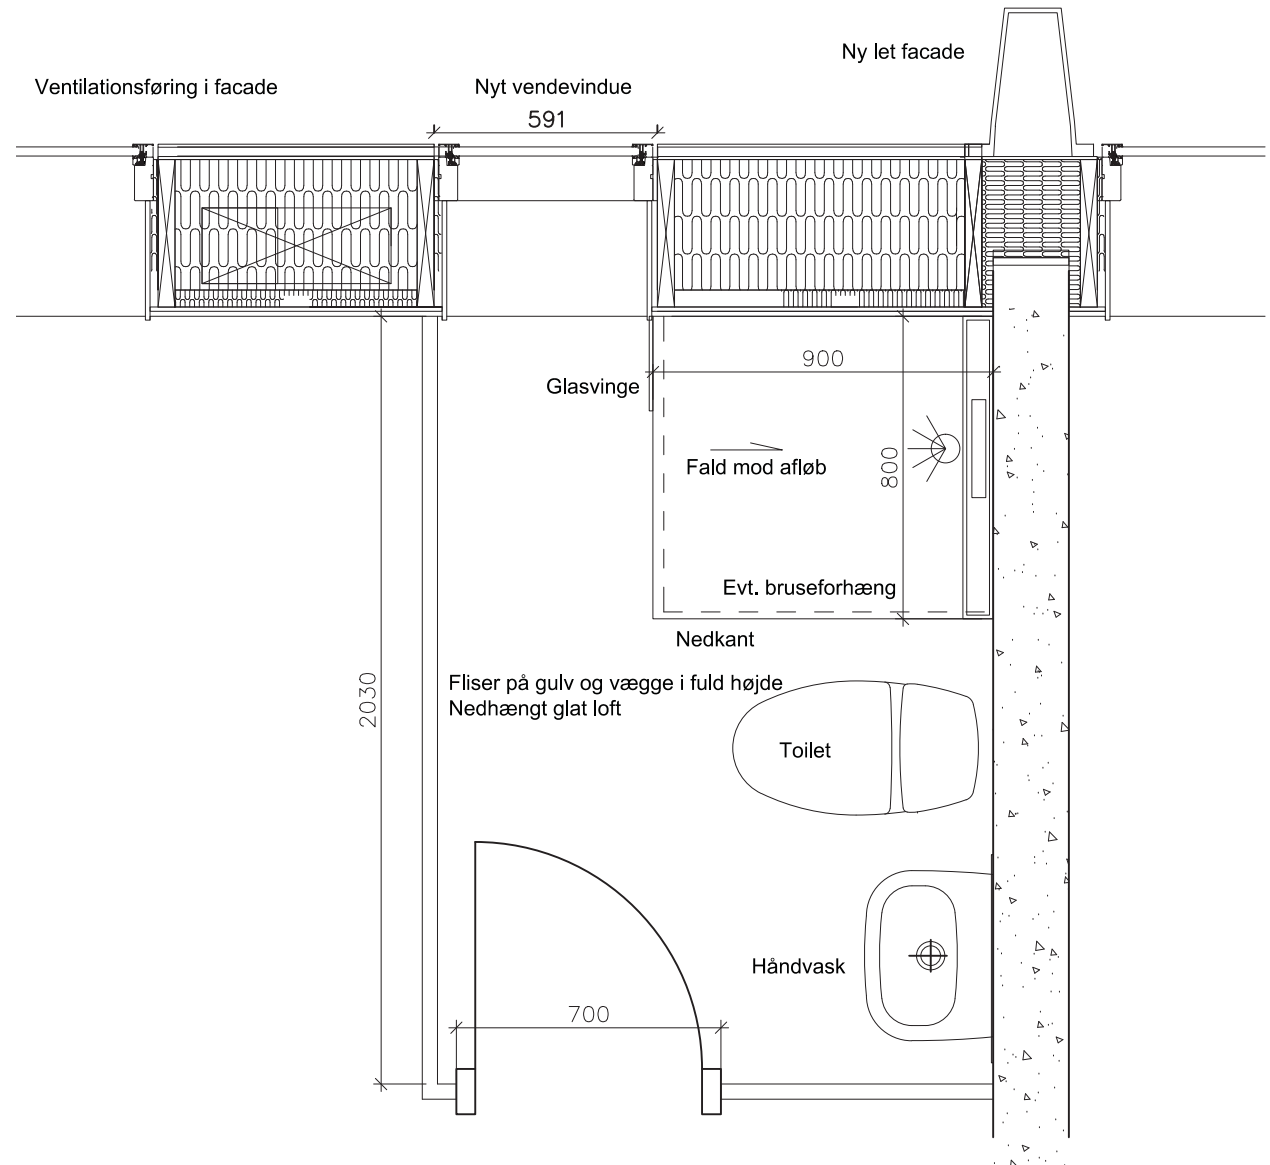 Ny let facade
Ventilationsføring i facade
Nyt vendevindue
591
900
Glasvinge
800
Fald mod afløb
Evt. bruseforhæng
Nedkant
2030
Fliser på gulv og vægge i fuld højde
Nedhængt glat loft
Toilet
Håndvask
700